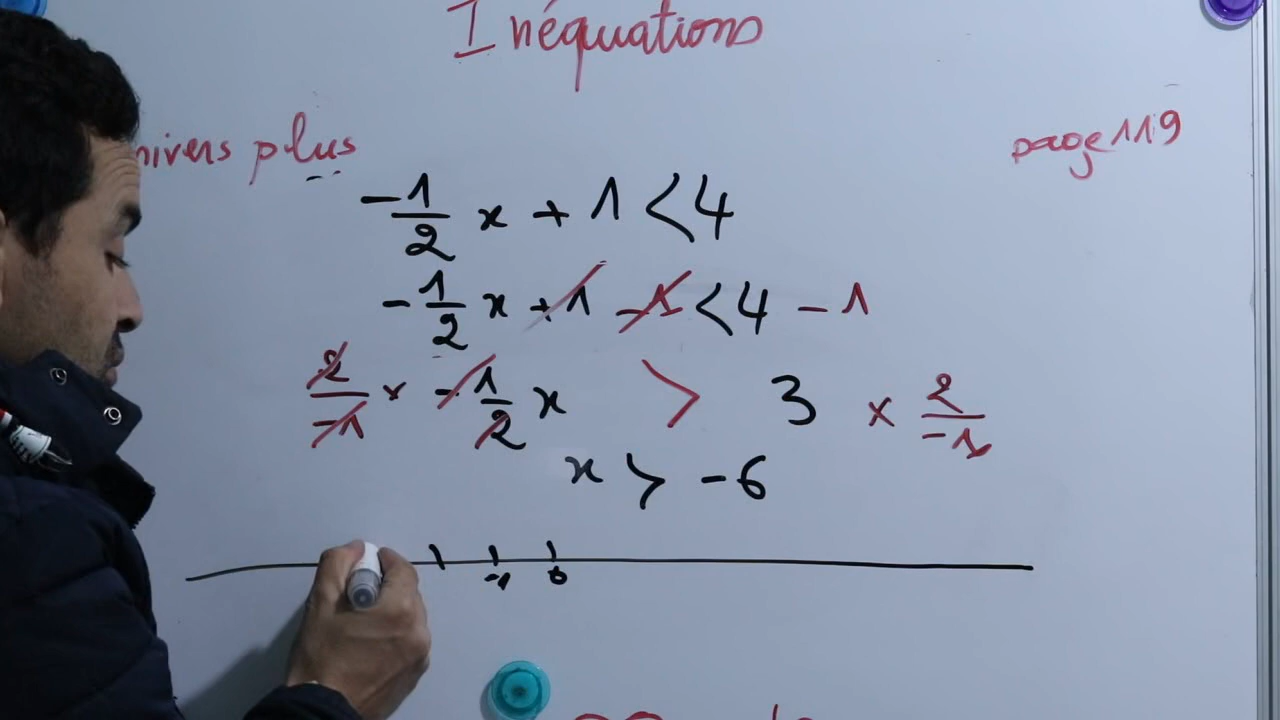 Inéquations
nivers plus
page 119
-1/2 x + 1 < 4
-1/2 x + 1 - 1 < 4 - 1
2/-1 x -1/2 x > 3 x 2/-1
x > -6
-1 0